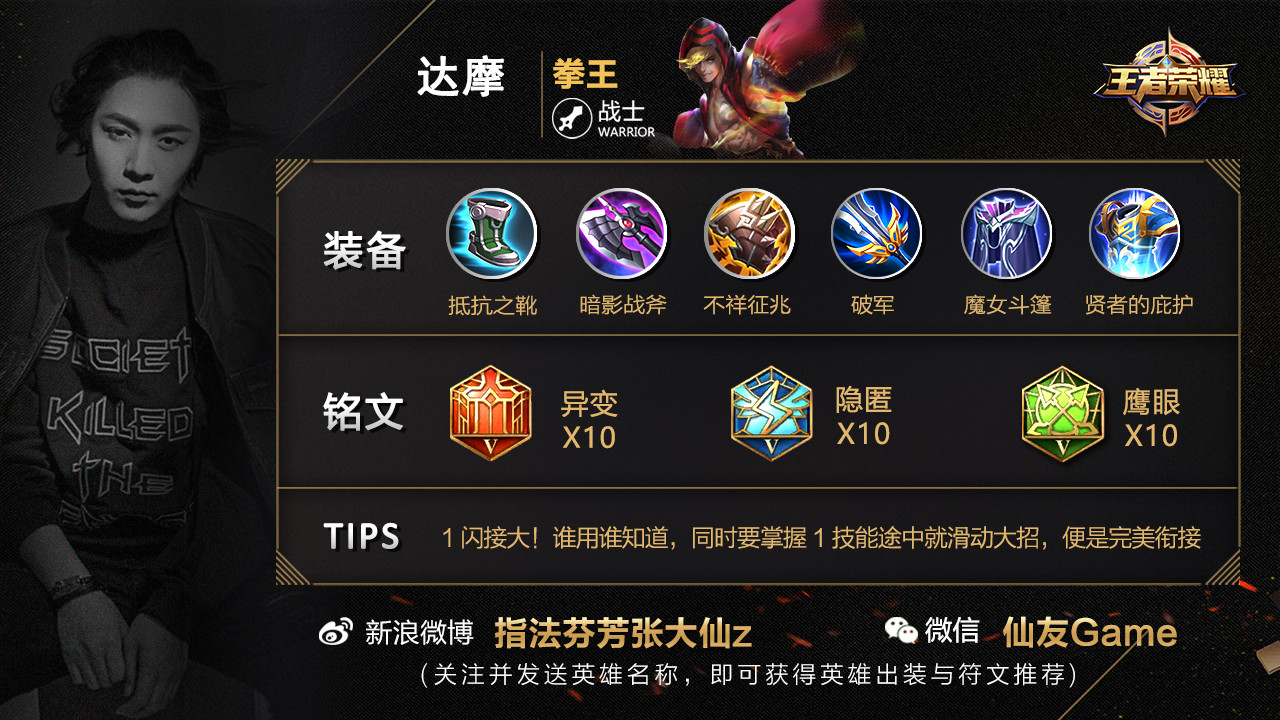 达摩
拳王
战士
WARRIOR
王者荣耀
装备
抵抗之靴 暗影战斧 不祥征兆 破军 魔女斗篷 贤者的庇护
铭文
异变
X10
隐匿
X10
鹰眼
X10
V V V
TIPS
1 闪接大！谁用谁知道，同时要掌握 1 技能途中就滑动大招，便是完美衔接
SOCIET
KILLED
THE
新浪微博 指法芬芳张大仙z 微信 仙友Game
（关注并发送英雄名称，即可获得英雄出装与符文推荐）